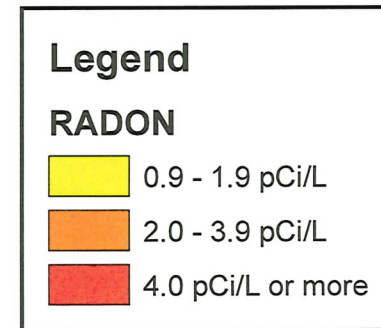 Legend
RADON
0.9 - 1.9 pCi/L
2.0 - 3.9 pCi/L
4.0 pCi/L or more